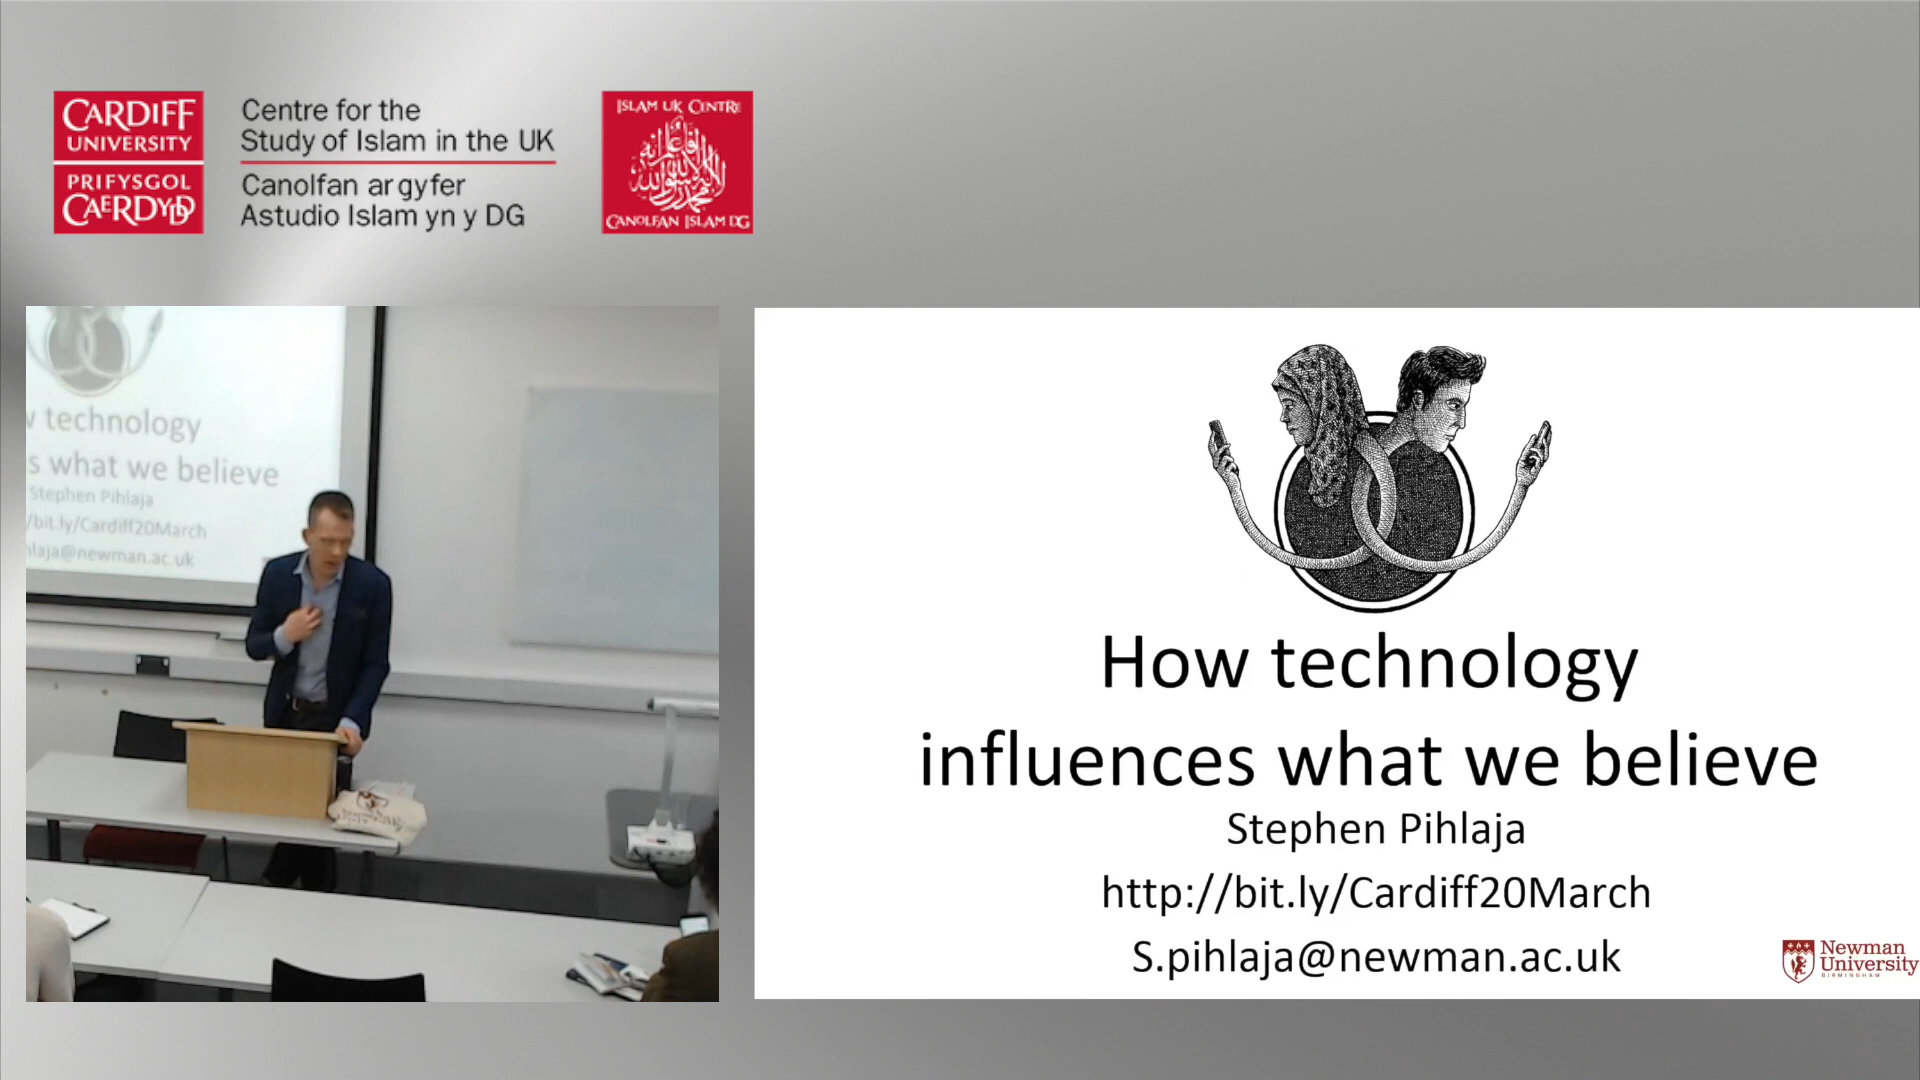 CARDIFF
UNIVERSITY
PRIFYSGOL
CAERDYDD
Centre for the
Study of Islam in the UK
Canolfan ar gyfer
Astudio Islam yn y DG
ISLAM UK CENTRE
CANOLFAN ISLAM DG
technology
s what we believe
Stephen Pihlaja
/bit.ly/Cardiff20March
hlaja@newman.ac.uk
How technology
influences what we believe
Stephen Pihlaja
http://bit.ly/Cardiff20March
S.pihlaja@newman.ac.uk
Newman
University
BIRMINGHAM